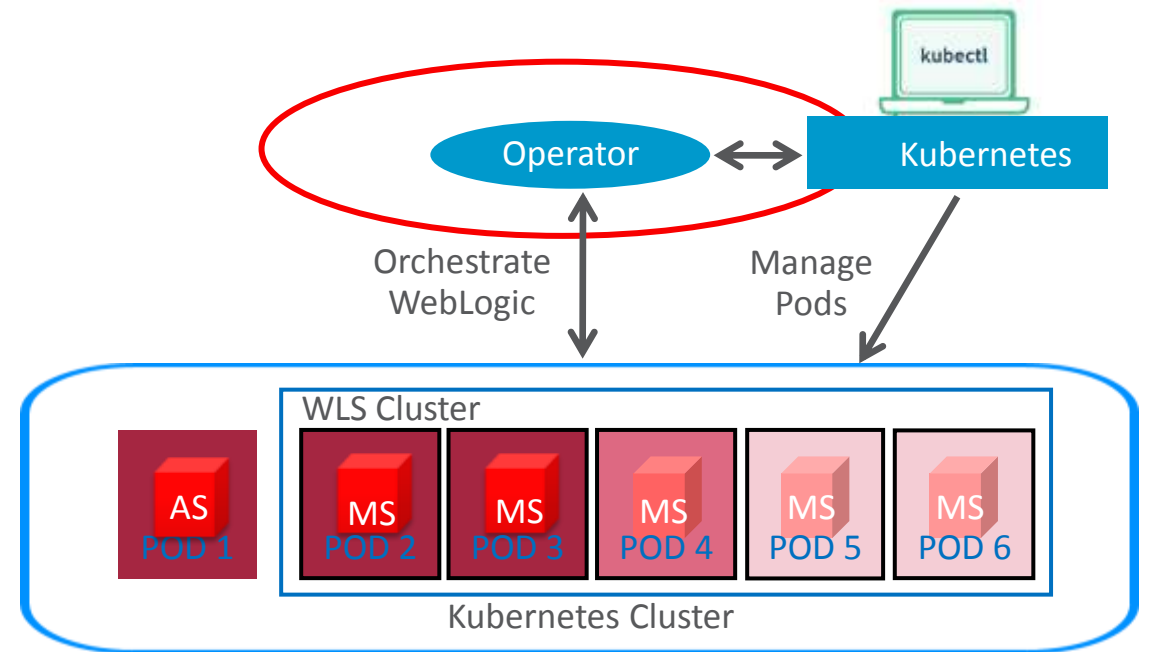 kubectl
Operator
Kubernetes
Orchestrate
WebLogic
Manage
Pods
WLS Cluster
AS
POD 1
MS
POD 2
MS
POD 3
MS
POD 4
MS
POD 5
MS
POD 6
Kubernetes Cluster